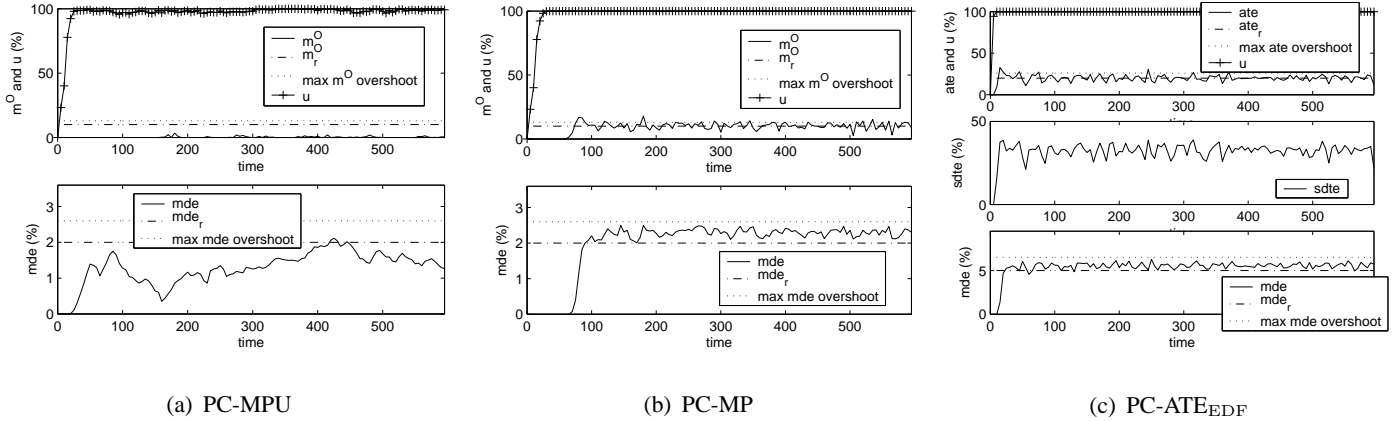 100
50
0
m^O and u (%)
m^O
m^O_r
max m^O overshoot
u
0 100 200 300 400 500
time
3
2
1
0
mde (%)
mde
mde_r
max mde overshoot
0 100 200 300 400 500
time
(a) PC-MPU
100
50
0
m^O and u (%)
m^O
m^O_r
max m^O overshoot
u
0 100 200 300 400 500
time
3
2
1
0
mde (%)
mde
mde_r
max mde overshoot
0 100 200 300 400 500
time
(b) PC-MP
100
50
0
ate and u (%)
ate
ate_r
max ate overshoot
u
0 100 200 300 400 500
50
0
sdte (%)
sdte
0 100 200 300 400 500
5
0
mde (%)
mde
mde_r
max mde overshoot
0 100 200 300
time
(c) PC-ATE_EDF